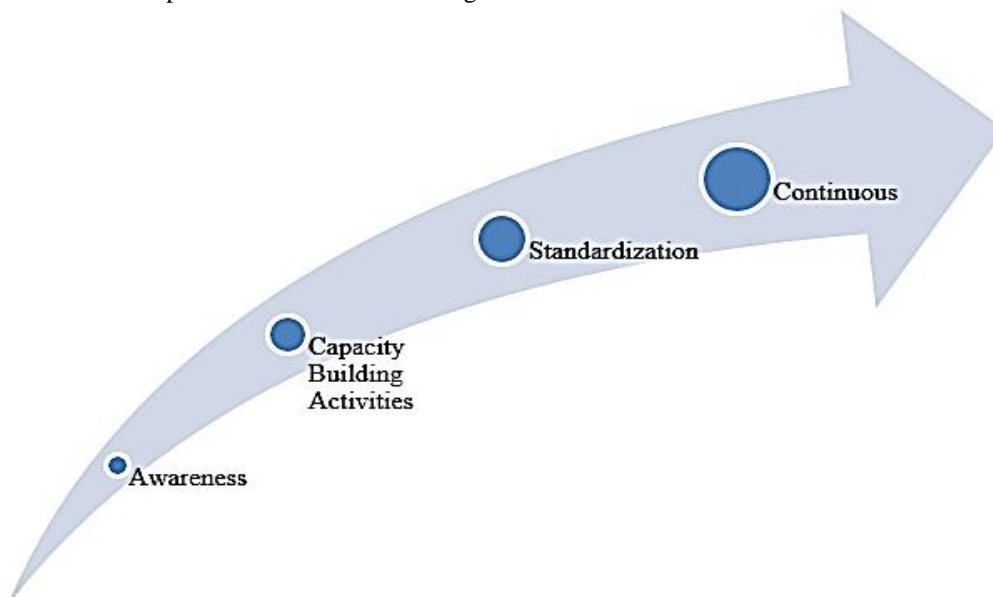 Continuous
Standardization
Capacity
Building
Activities
Awareness